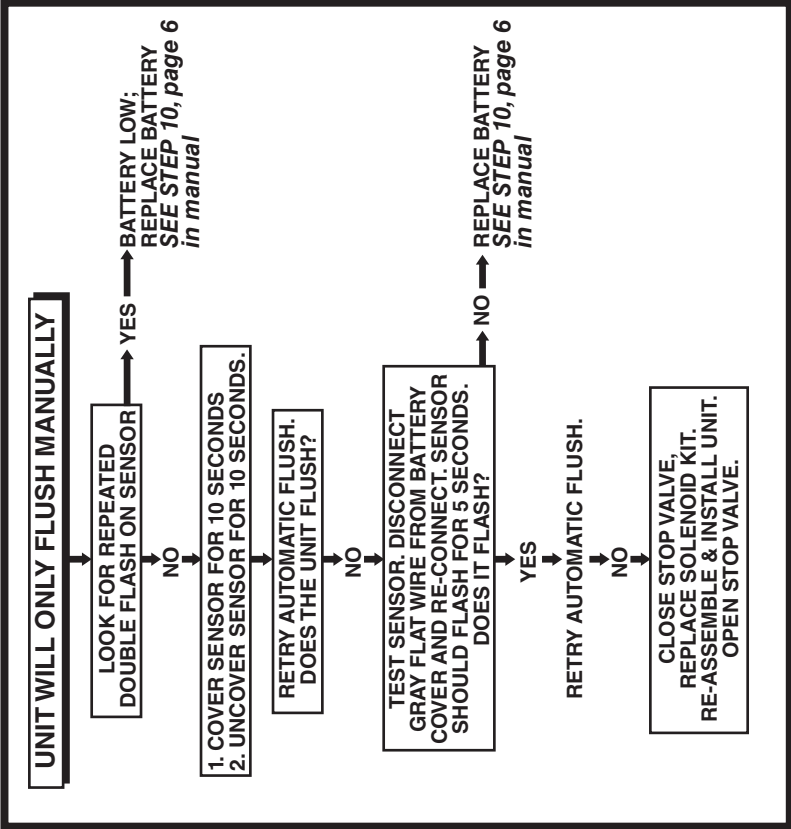 UNIT WILL ONLY FLUSH MANUALLY
LOOK FOR REPEATED
DOUBLE FLASH ON SENSOR
YES
BATTERY LOW;
REPLACE BATTERY
SEE STEP 10, page 6
in manual
NO
1. COVER SENSOR FOR 10 SECONDS
2. UNCOVER SENSOR FOR 10 SECONDS.
RETRY AUTOMATIC FLUSH.
DOES THE UNIT FLUSH?
NO
TEST SENSOR. DISCONNECT
GRAY FLAT WIRE FROM BATTERY
COVER AND RE-CONNECT. SENSOR
SHOULD FLASH FOR 5 SECONDS.
DOES IT FLASH?
NO
REPLACE BATTERY
SEE STEP 10, page 6
in manual
YES
RETRY AUTOMATIC FLUSH.
NO
CLOSE STOP VALVE,
REPLACE SOLENOID KIT.
RE-ASSEMBLE & INSTALL UNIT.
OPEN STOP VALVE.